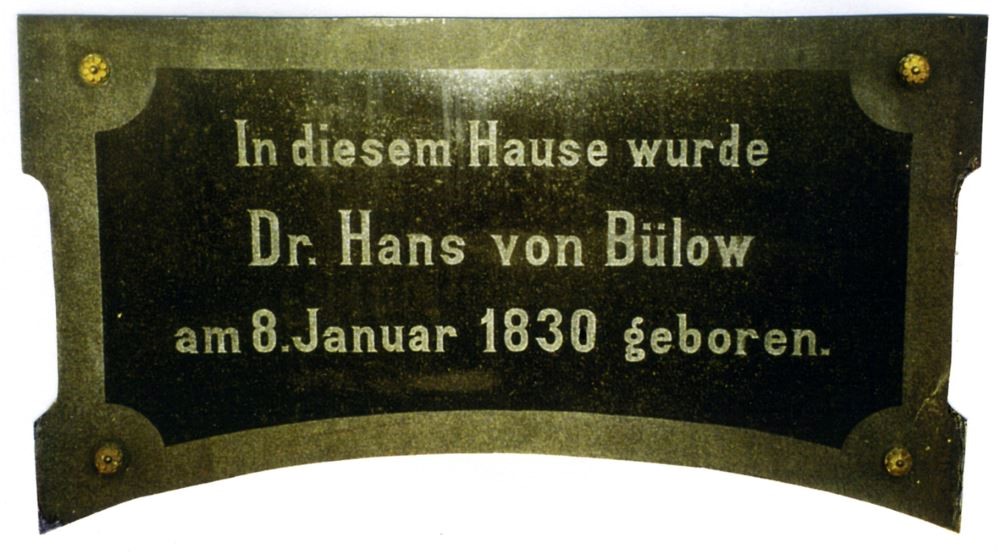 In diesem Hause wurde
Dr. Hans von Bülow
am 8. Januar 1830 geboren.